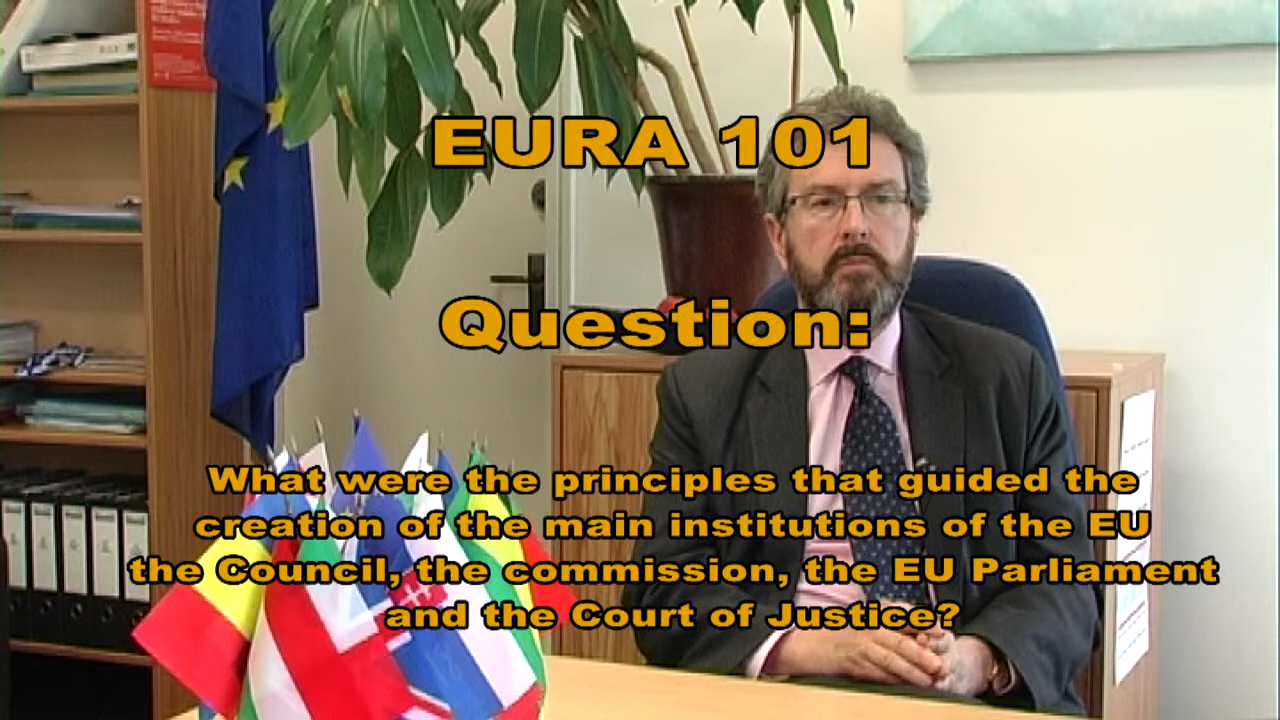 EURA 101
Question:
What were the principles that guided the
creation of the main institutions of the EU
the Council, the commission, the EU Parliament
and the Court of Justice?